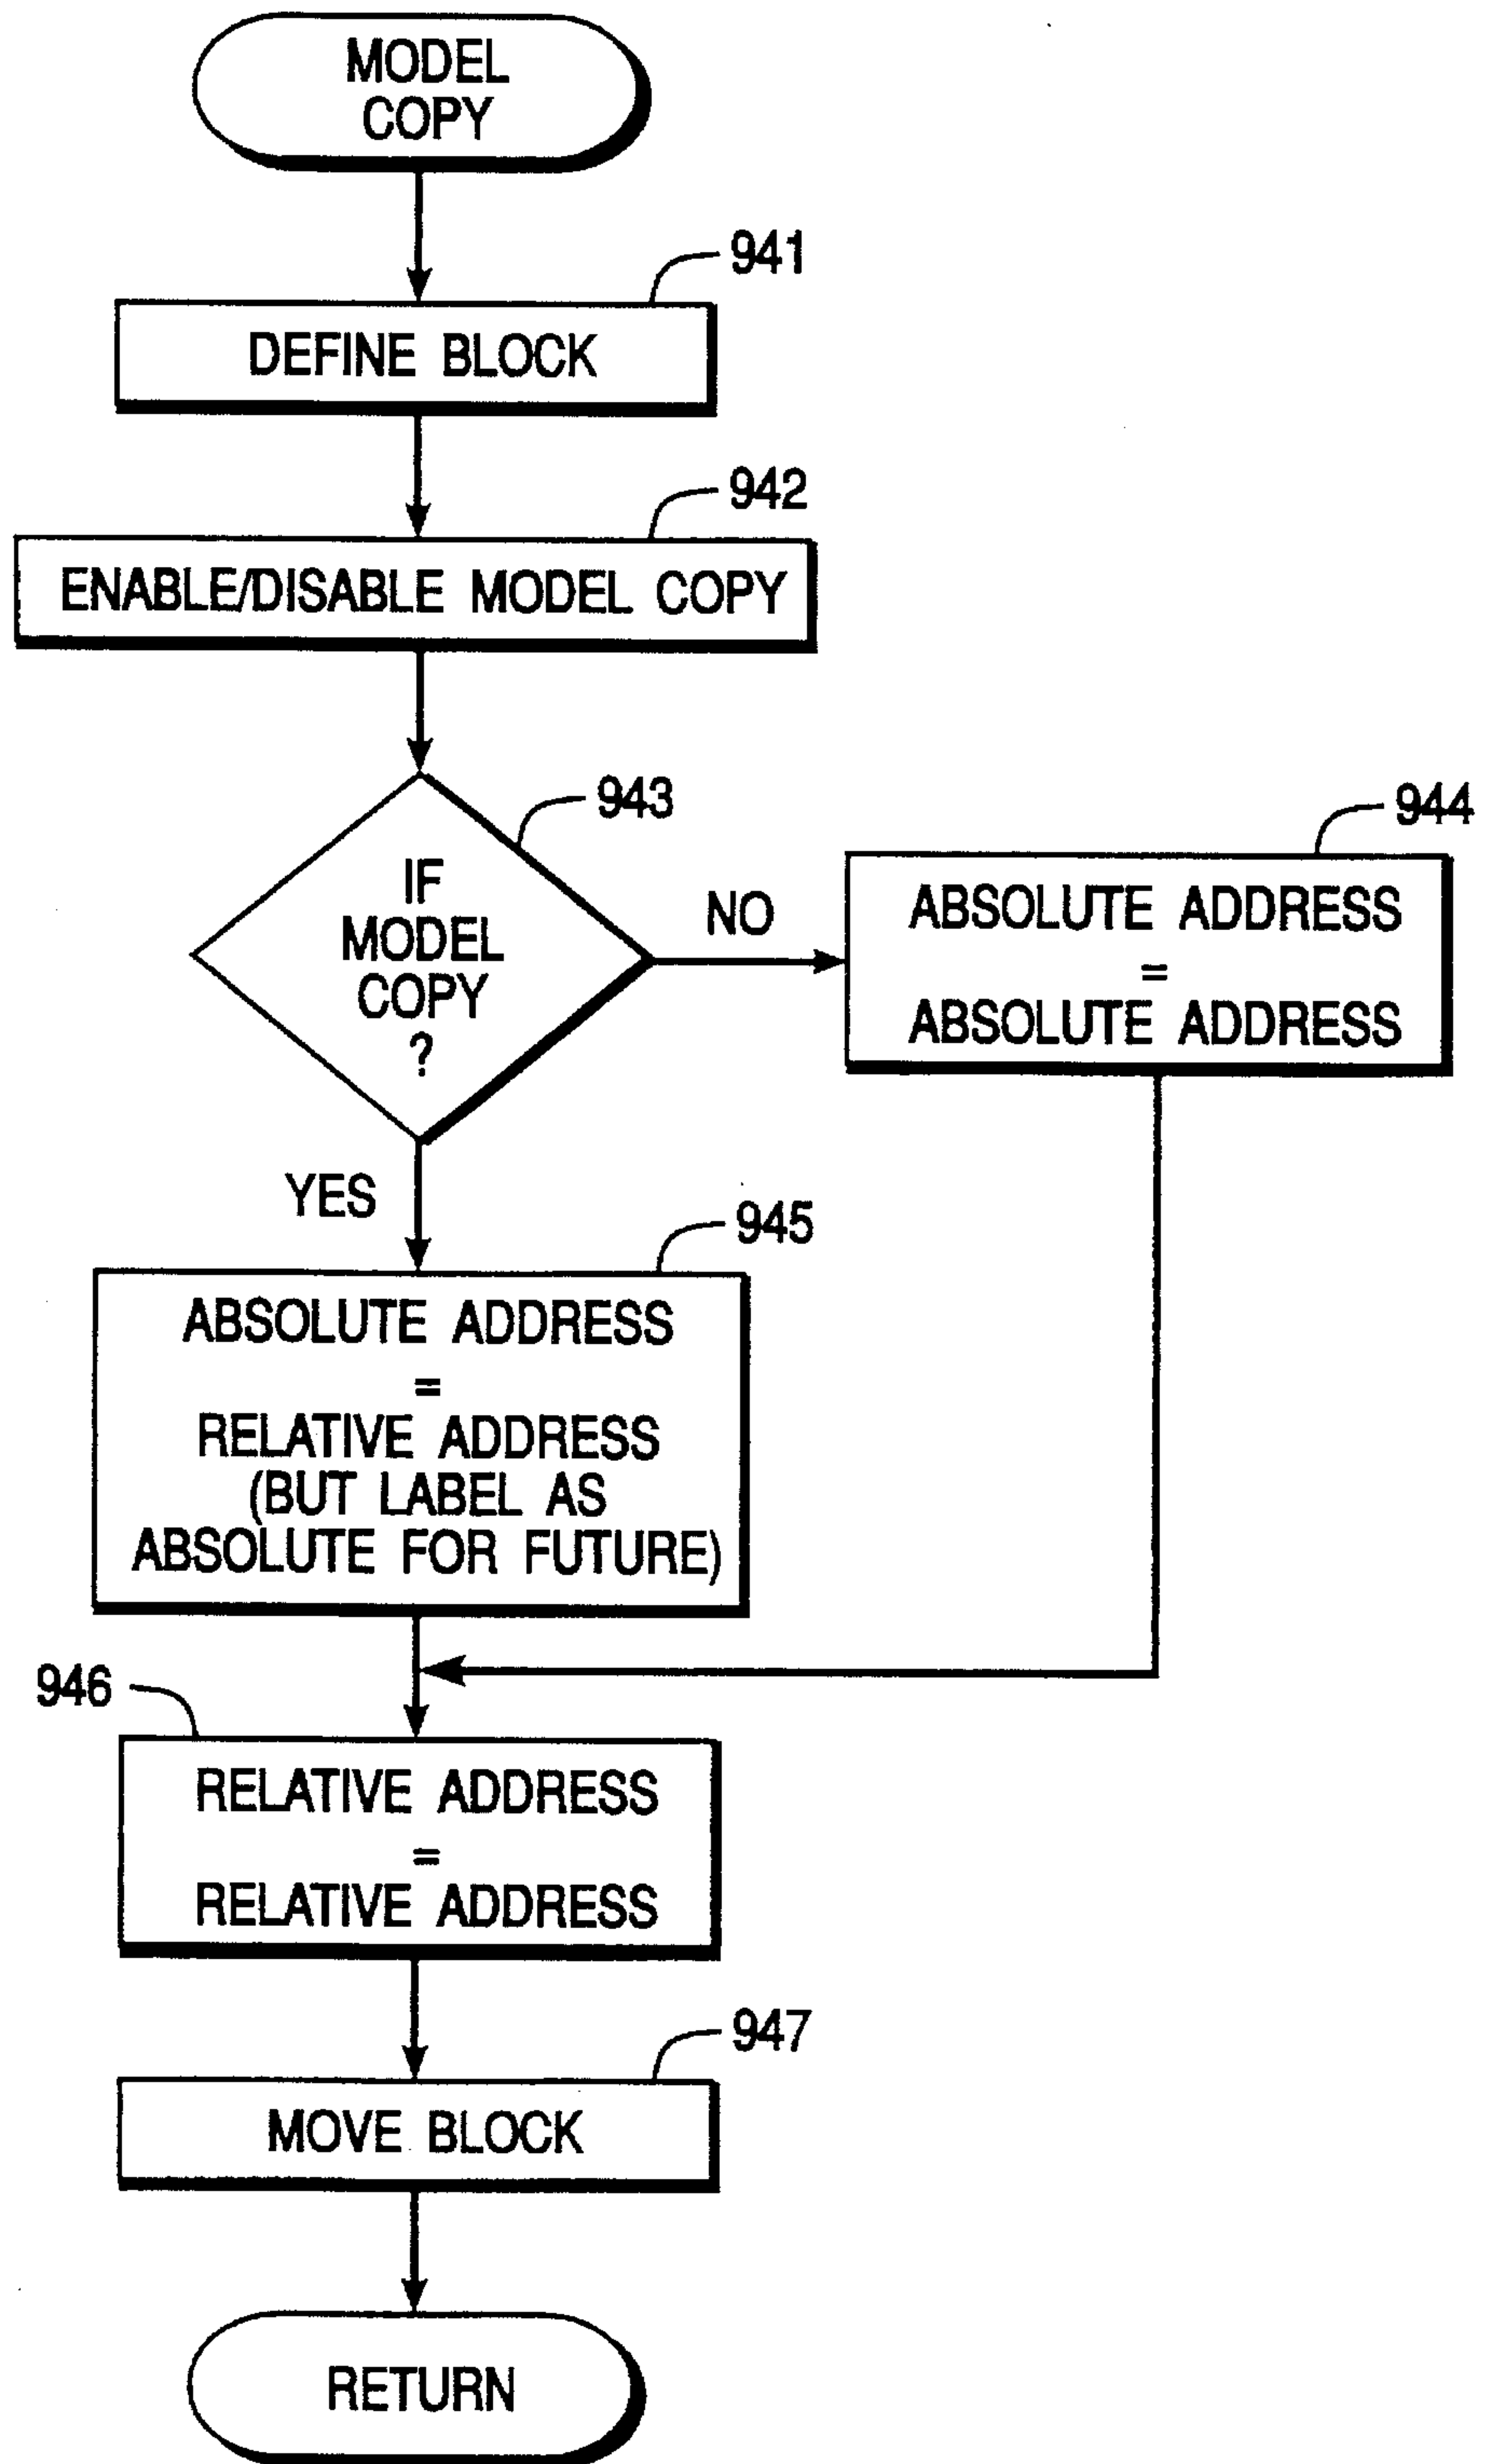 MODEL
COPY
941
DEFINE BLOCK
942
ENABLE/DISABLE MODEL COPY
943
IF
MODEL
COPY
?
NO
944
ABSOLUTE ADDRESS
=
ABSOLUTE ADDRESS
YES
945
ABSOLUTE ADDRESS
=
RELATIVE ADDRESS
(BUT LABEL AS
ABSOLUTE FOR FUTURE)
946
RELATIVE ADDRESS
=
RELATIVE ADDRESS
947
MOVE BLOCK
RETURN